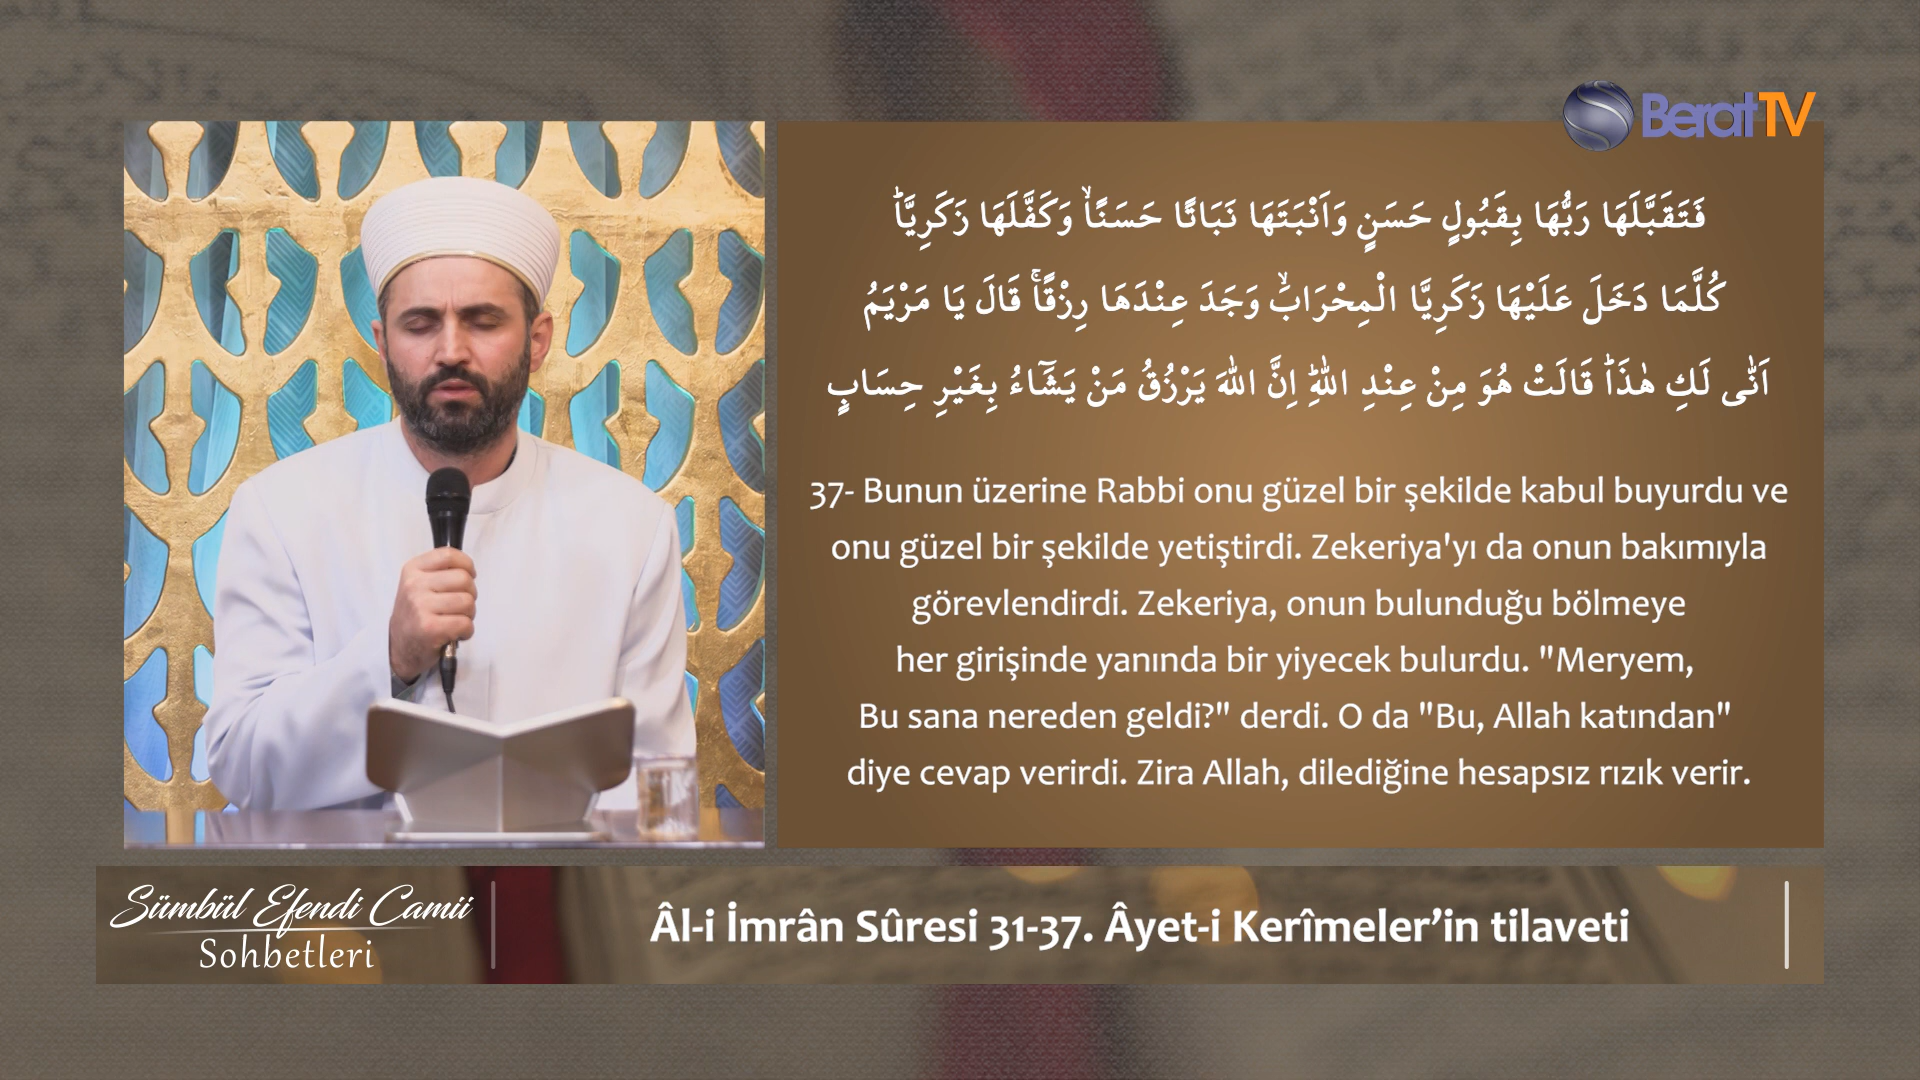 Berat TV
فَتَقَبَّلَهَا رَبُّهَا بِقَبُولٍ حَسَنٍ وَاَنْبَتَهَا نَبَاتًا حَسَنًاۙ وَكَفَّلَهَا زَكَرِيَّاۜ
كُلَّمَا دَخَلَ عَلَيْهَا زَكَرِيَّا الْمِحْرَابَۙ وَجَدَ عِنْدَهَا رِزْقًاۚ قَالَ يَا مَرْيَمُ
اَنّٰى لَكِ هٰذَاۜ قَالَتْ هُوَ مِنْ عِنْدِ اللّٰهِۜ اِنَّ اللّٰهَ يَرْزُقُ مَنْ يَشَٓاءُ بِغَيْرِ حِسَابٍ
37- Bunun üzerine Rabbi onu güzel bir şekilde kabul buyurdu ve
onu güzel bir şekilde yetiştirdi. Zekeriya'yı da onun bakımıyla
görevlendirdi. Zekeriya, onun bulunduğu bölmeye
her girişinde yanında bir yiyecek bulurdu. "Meryem,
Bu sana nereden geldi?" derdi. O da "Bu, Allah katından"
diye cevap verirdi. Zira Allah, dilediğine hesapsız rızık verir.
Sümbül Efendi Camii
Sohbetleri
Âl-i İmrân Sûresi 31-37. Âyet-i Kerîmeler’in tilaveti